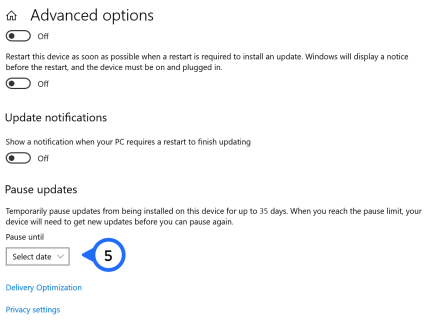 Advanced options
Off
Restart this device as soon as possible when a restart is required to install an update. Windows will display a notice
before the restart, and the device must be on and plugged in.
Off
Update notifications
Show a notification when your PC requires a restart to finish updating
Off
Pause updates
Temporarily pause updates from being installed on this device for up to 35 days. When you reach the pause limit, your
device will need to get new updates before you can pause again.
Pause until
Select date
5
Delivery Optimization
Privacy settings